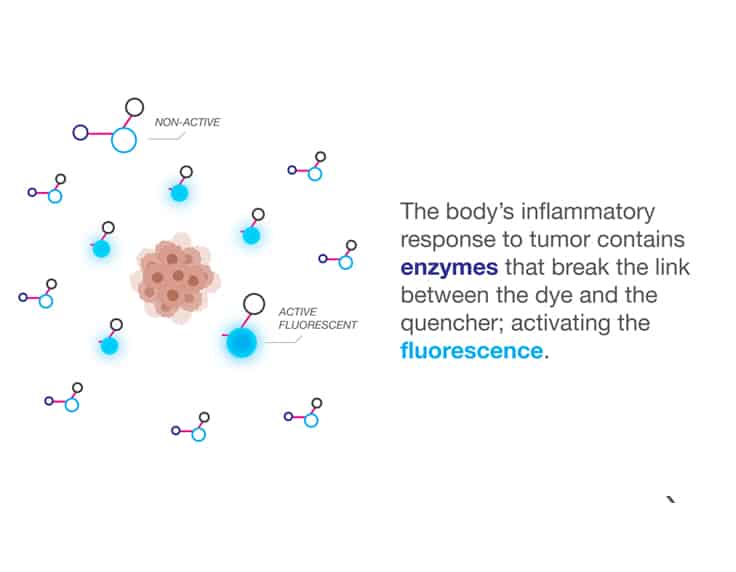 NON-ACTIVE
ACTIVE
FLUORESCENT
The body’s inflammatory
response to tumor contains
enzymes that break the link
between the dye and the
quencher; activating the
fluorescence.